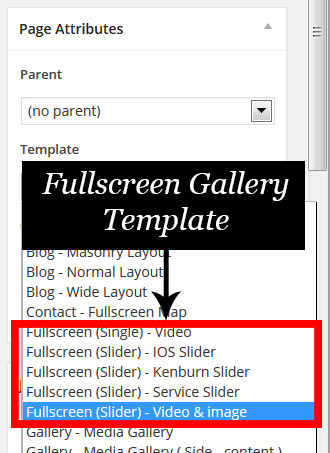 Page Attributes
Parent
(no parent)
Template
Fullscreen Gallery
Template
Blog - Masonry Layout
Blog - Normal Layout
Blog - Wide Layout
Contact - Fullscreen Map
Fullscreen (Single) - Video
Fullscreen (Slider) - IOS Slider
Fullscreen (Slider) - Kenburn Slider
Fullscreen (Slider) - Service Slider
Fullscreen (Slider) - Video & image
Gallery - Media Gallery
Gallery - Media Gallery ( Side - content )